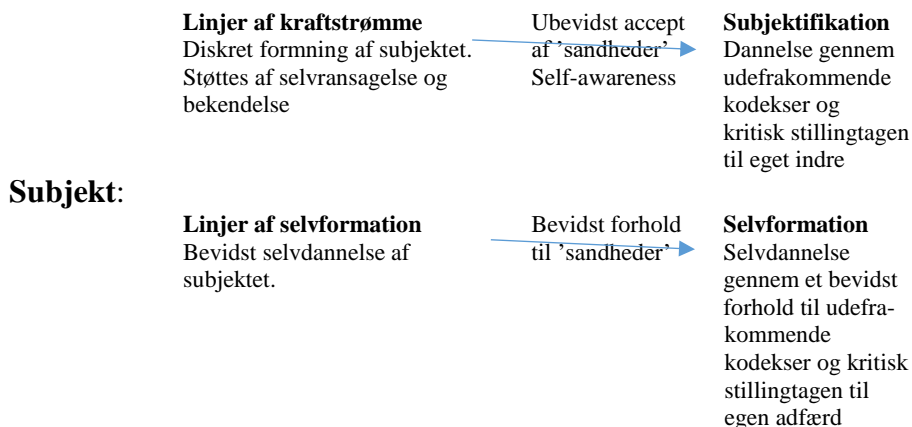 Linjer af kraftstrømme
Diskret formning af subjektet.
Støttes af selvransagelse og
bekendelse
Ubevidst accept
af ’sandheder’
Self-awareness
Subjektifikation
Dannelse gennem
udefrakommende
kodekser og
kritisk stillingtagen
til eget indre
Subjekt:
Linjer af selvformation
Bevidst selvdannelse af
subjektet.
Bevidst forhold
til ’sandheder’
Selvformation
Selvdannelse
gennem et bevidst
forhold til udefra-
kommende
kodekser og kritisk
stillingtagen til
egen adfærd